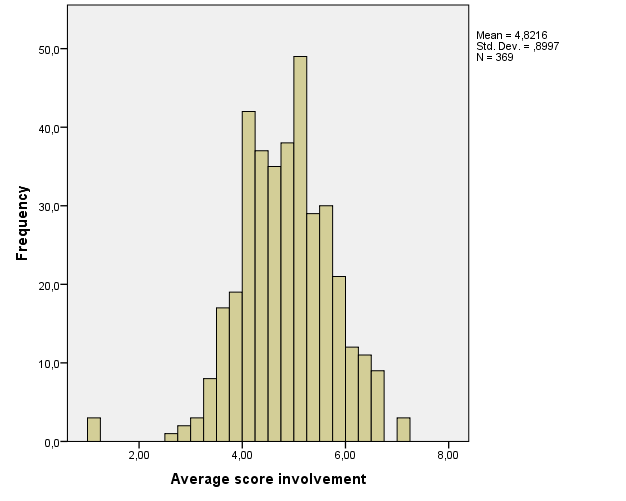 Mean = 4,8216
Std. Dev. = ,8997
N = 369
50,0
40,0
30,0
20,0
10,0
0,0
Frequency
2,00 4,00 6,00 8,00
Average score involvement